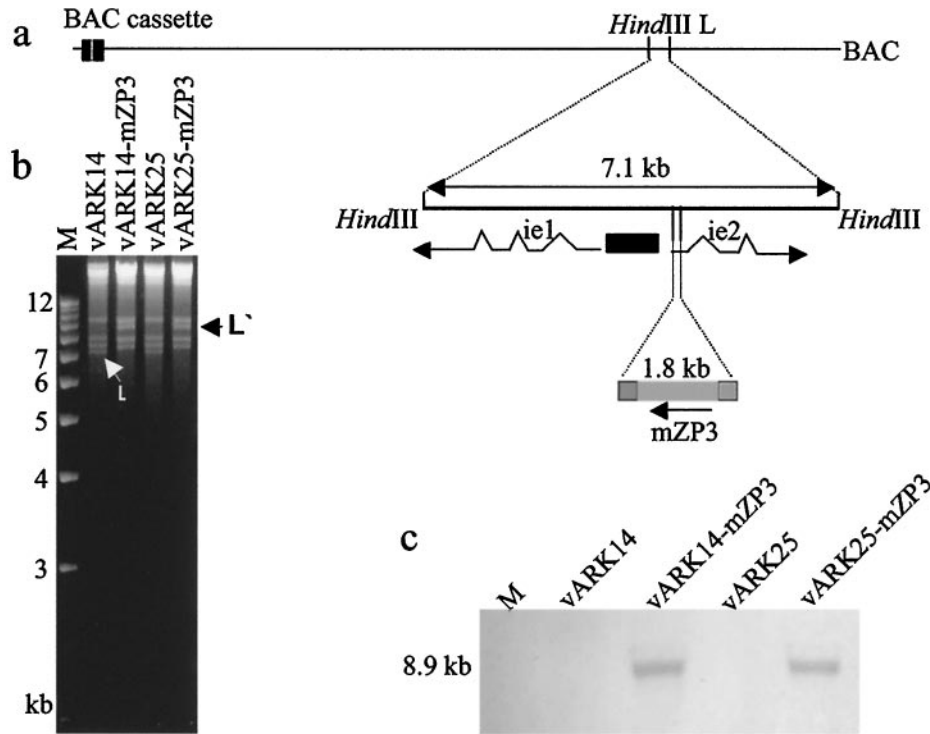 a
BAC cassette
HindIII L
BAC
7.1 kb
HindIII
HindIII
ie1
ie2
1.8 kb
mZP3
b
M
vARK14
vARK14-mZP3
vARK25
vARK25-mZP3
12
7
6
5
4
3
kb
L`
L
c
M
vARK14
vARK14-mZP3
vARK25
vARK25-mZP3
8.9 kb